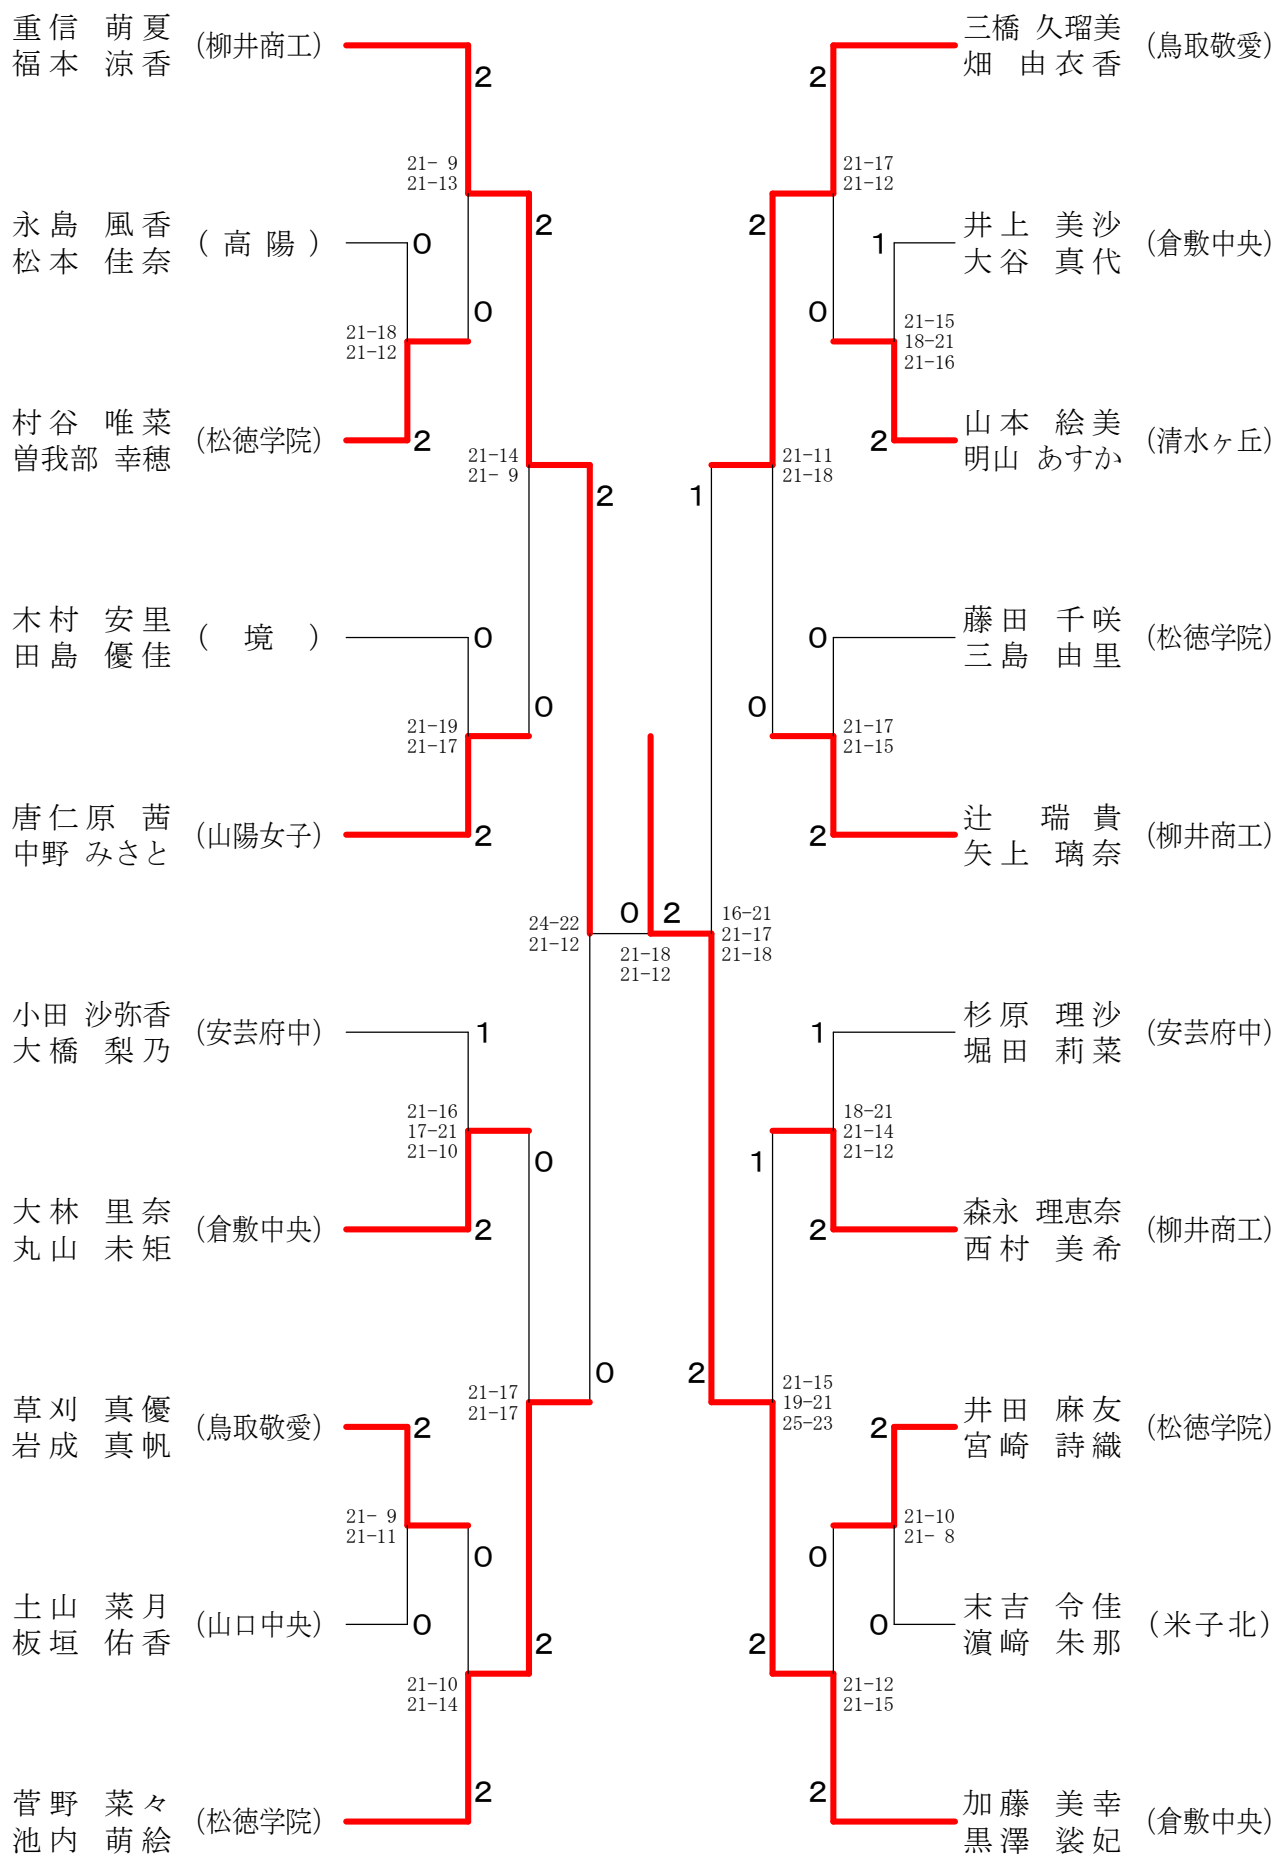 重信 萌夏
福本 涼香
(柳井商工)
2
21- 9
21-13
永島 風香
松本 佳奈
(高陽)
0
2
0
21-18
21-12
村谷 唯菜
曽我部 幸穂
(松徳学院)
2
21-14
21- 9
2
木村 安里
田島 優佳
(境)
0
0
21-19
21-17
唐仁原 茜
中野 みさと
(山陽女子)
2
24-22
21-12
小田 沙弥香
大橋 梨乃
(安芸府中)
1
21-16
17-21
21-10
0
大林 里奈
丸山 未矩
(倉敷中央)
2
0
21-17
21-17
草刈 真優
岩成 真帆
(鳥取敬愛)
2
21- 9
21-11
0
土山 菜月
板垣 佑香
(山口中央)
0
2
21-10
21-14
菅野 菜々
池内 萌絵
(松徳学院)
2
0 2
21-18
21-12
三橋 久瑠美
畑 由衣香
(鳥取敬愛)
2
21-17
21-12
井上 美沙
大谷 真代
(倉敷中央)
2
1
0
21-15
18-21
21-16
山本 絵美
明山 あすか
(清水ヶ丘)
2
21-11
21-18
1
藤田 千咲
三島 由里
(松徳学院)
0
0
21-17
21-15
辻 瑞貴
矢上 璃奈
(柳井商工)
2
16-21
21-17
21-18
杉原 理沙
堀田 莉菜
(安芸府中)
1
18-21
21-14
21-12
1
森永 理恵奈
西村 美希
(柳井商工)
2
2
21-15
19-21
25-23
井田 麻友
宮崎 詩織
(松徳学院)
2
21-10
21- 8
0
末吉 令佳
濵﨑 朱那
(米子北)
0
2
21-12
21-15
加藤 美幸
黒澤 裟妃
(倉敷中央)
2